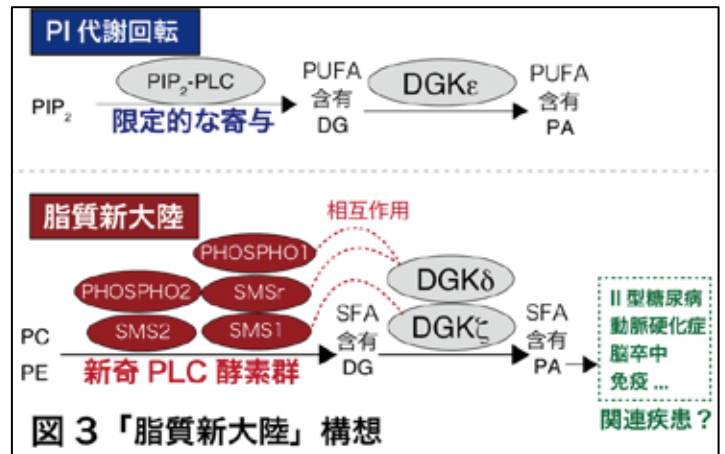 PI 代謝回転
PIP₂
PIP₂-PLC
限定的な寄与
PUFA
含有
DG
DGKε
PUFA
含有
PA
脂質新大陸
相互作用
PHOSPHO1
PHOSPHO2
SMSr
SMS2
SMS1
PC
PE
新奇 PLC 酵素群
SFA
含有
DG
DGKδ
DGKζ
SFA
含有
PA
II 型糖尿病
動脈硬化症
脳卒中
免疫 ...
関連疾患？
図 3「脂質新大陸」構想